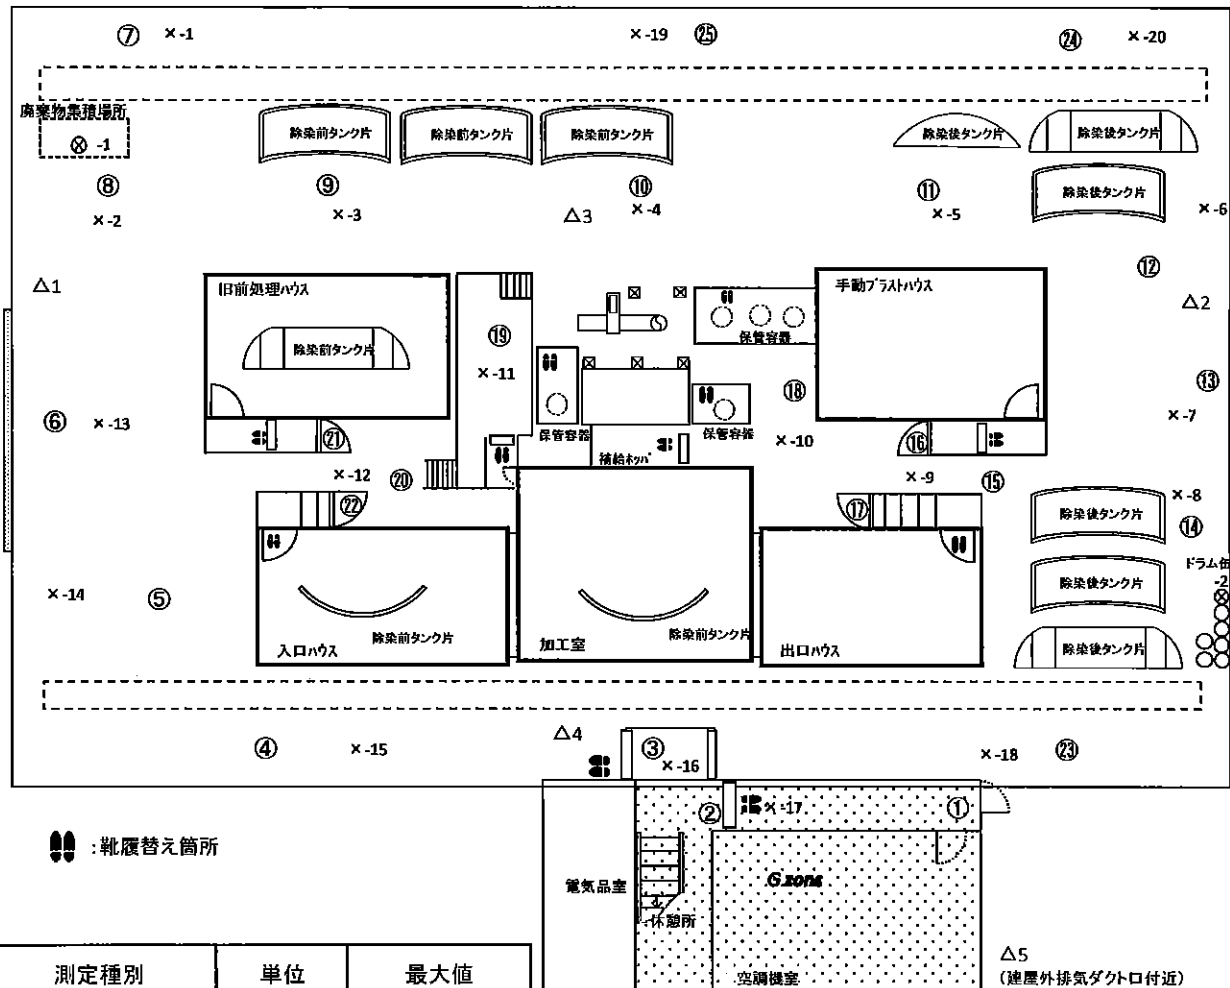 ⑦ ×-1 ×-19 ㉕ ㉔ ×-20
廃棄物集積場所
⊗ -1
除染前タンク片 除染前タンク片 除染前タンク片 除染後タンク片 除染後タンク片
⑧ ⑨ ⑩ ⑪ 除染後タンク片
×-2 ×-3 △3 ×-4 ×-5 ×-6
⑫
△1 旧前処理ハウス 手動ブラストハウス △2
除染前タンク片 ⑲ 保管容器
×-11 ⑱ ⑬
⑥ ×-13 ×-7
㉑ 保管容器 保管容器 ×-10 ⑯
補給ホッパ
×-12 ⑳ ×-9 ⑮
㉒ ⑰ ×-8
除染後タンク片 ⑭
ドラム缶
-2
×-14 ⑤ 除染後タンク片
入口ハウス 除染前タンク片 加工室 除染前タンク片 出口ハウス 除染後タンク片
④ ×-15 △4 ③ ×-16 ×-18 ㉓
② ×-17 ①
:靴履替え箇所
電気品室 G zone
休憩所
空調機室
△5
(建屋外排気ダクト口付近)
測定種別 単位 最大値